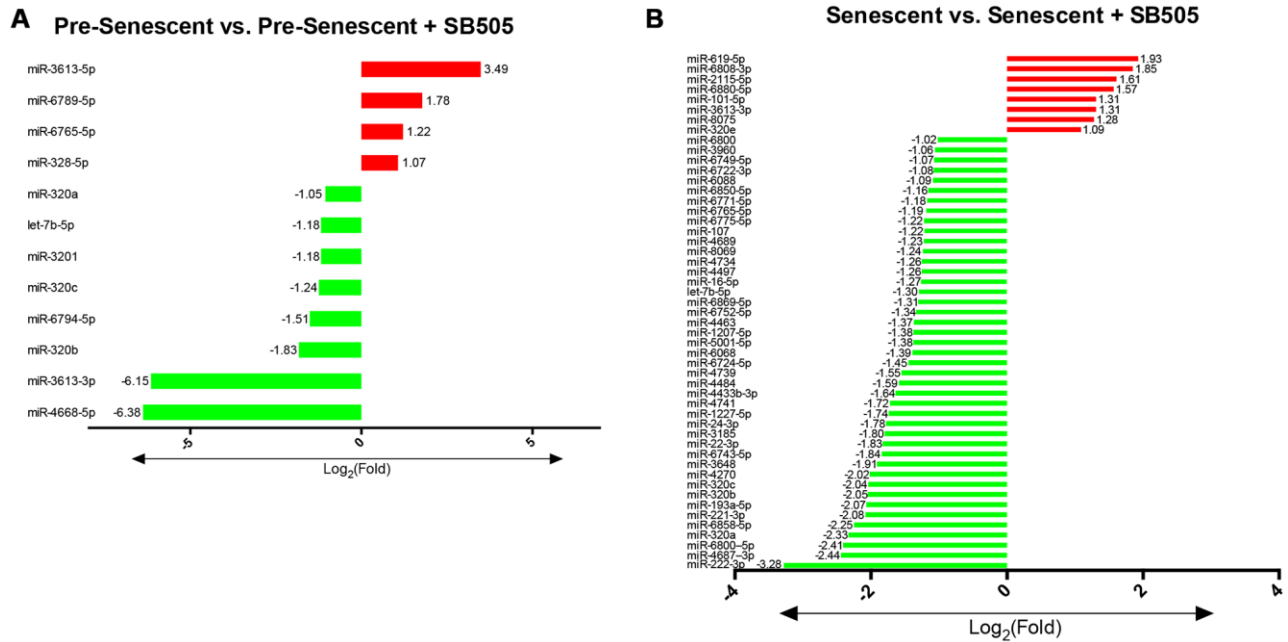 A
Pre-Senescent vs. Pre-Senescent + SB505
miR-3613-5p 3.49
miR-6789-5p 1.78
miR-6765-5p 1.22
miR-328-5p 1.07
miR-320a -1.05
let-7b-5p -1.18
miR-3201 -1.18
miR-320c -1.24
miR-6794-5p -1.51
miR-320b -1.83
miR-3613-3p -6.15
miR-4668-5p -6.38
-5 0 5
Log2(Fold)
B
Senescent vs. Senescent + SB505
miR-619-5p 1.93
miR-6808-3p 1.85
miR-2115-5p 1.61
miR-6880-5p 1.57
miR-101-5p 1.31
miR-3613-3p 1.31
miR-8075 1.28
miR-320e 1.09
miR-6800 -1.02
miR-3960 -1.06
miR-6749-5p -1.07
miR-6722-3p -1.08
miR-6088 -1.09
miR-6850-5p -1.16
miR-6771-5p -1.18
miR-6765-5p -1.19
miR-6775-5p -1.22
miR-107 -1.22
miR-4689 -1.23
miR-8069 -1.24
miR-4734 -1.26
miR-4497 -1.26
miR-16-5p -1.27
let-7b-5p -1.30
miR-6869-5p -1.31
miR-6752-5p -1.34
miR-4463 -1.37
miR-1207-5p -1.38
miR-5001-5p -1.38
miR-6068 -1.39
miR-6724-5p -1.45
miR-4739 -1.55
miR-4484 -1.59
miR-4433b-3p -1.64
miR-4741 -1.72
miR-1227-5p -1.74
miR-24-3p -1.78
miR-3185 -1.80
miR-22-3p -1.83
miR-6743-5p -1.84
miR-3648 -1.91
miR-4270 -2.02
miR-320c -2.04
miR-320b -2.05
miR-193a-5p -2.07
miR-221-3p -2.08
miR-6858-5p -2.25
miR-320a -2.33
miR-6800–5p -2.41
miR-4687–3p -2.44
miR-222-3p -3.28
-4 -2 0 2 4
Log2(Fold)